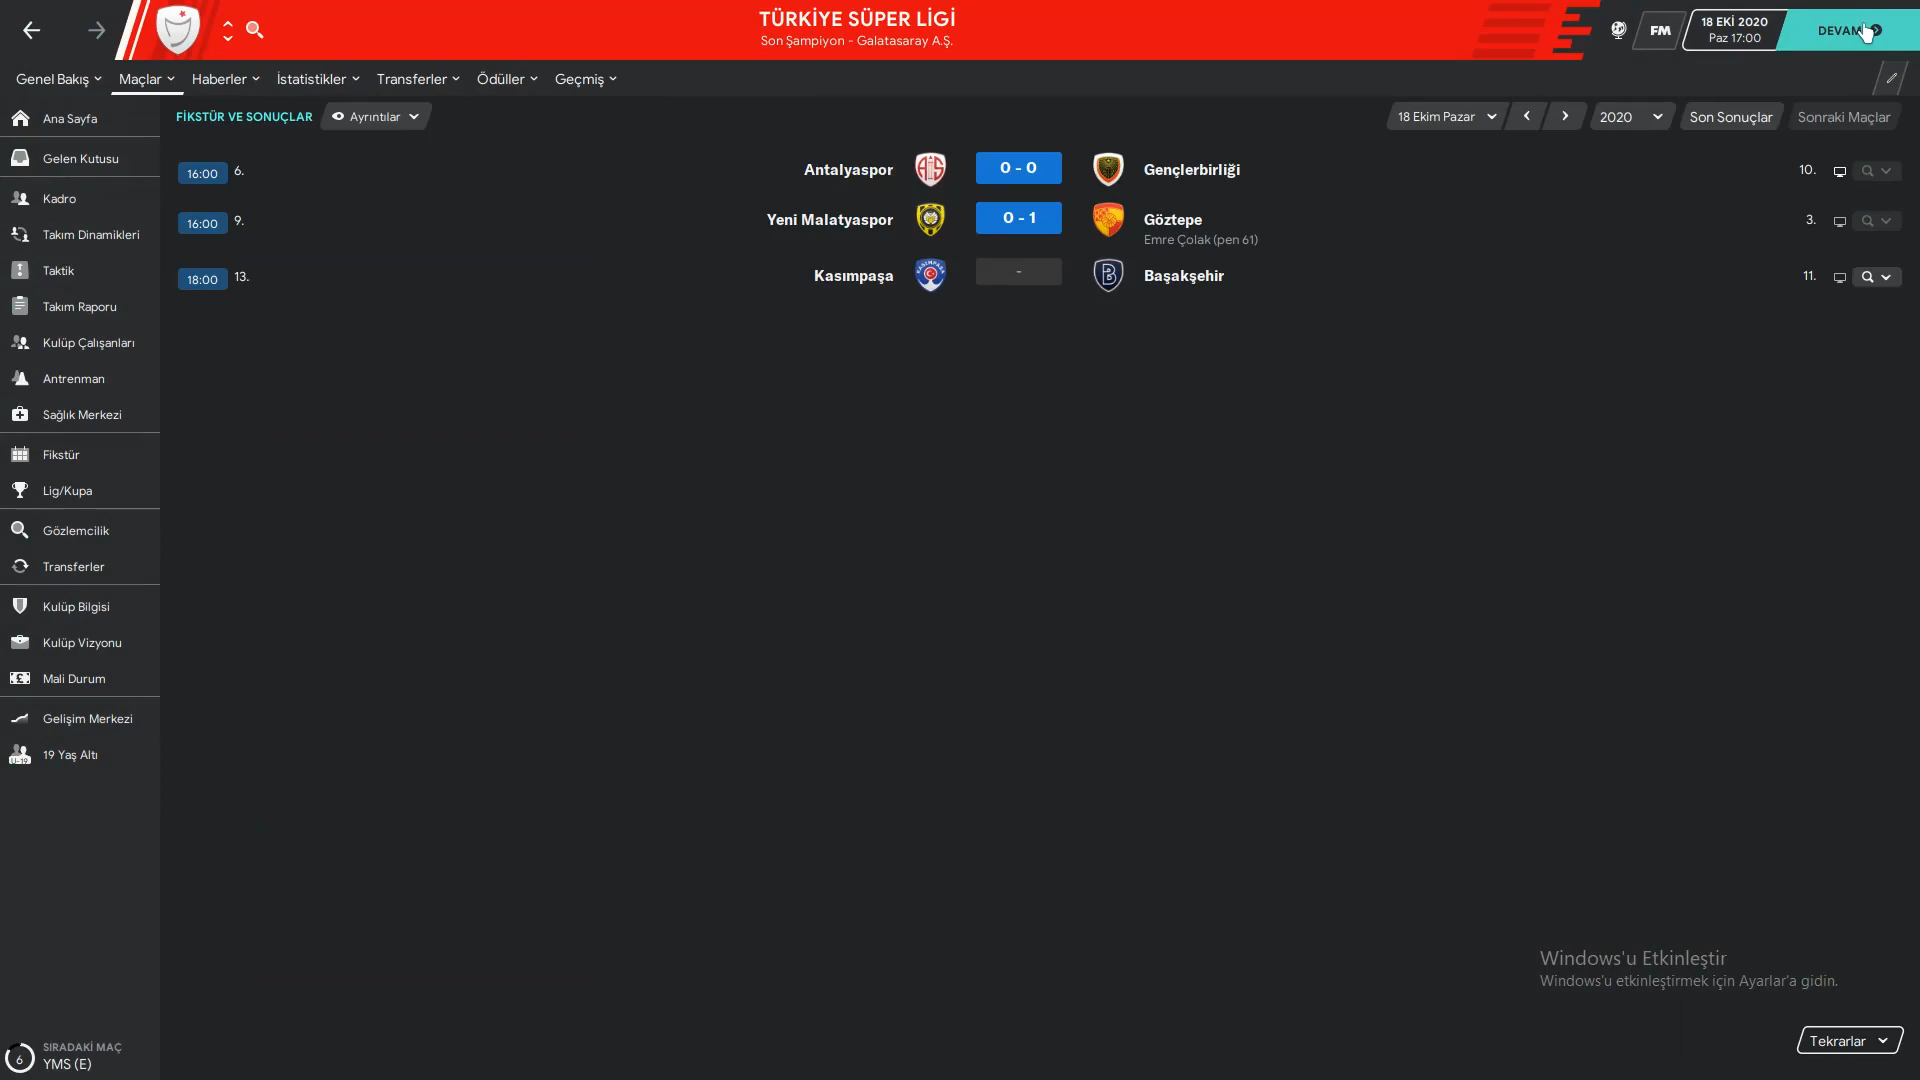 TÜRKİYE SÜPER LİGİ
Son Şampiyon - Galatasaray A.Ş.
FM
18 EKİ 2020
Paz 17:00
DEVAM
Genel Bakış
Maçlar
Haberler
İstatistikler
Transferler
Ödüller
Geçmiş
Ana Sayfa
Gelen Kutusu
Kadro
Takım Dinamikleri
Taktik
Takım Raporu
Kulüp Çalışanları
Antrenman
Sağlık Merkezi
Fikstür
Lig/Kupa
Gözlemcilik
Transferler
Kulüp Bilgisi
Kulüp Vizyonu
Mali Durum
Gelişim Merkezi
U-19
19 Yaş Altı
6
SIRADAKİ MAÇ
YMS (E)
FİKSTÜR VE SONUÇLAR
Ayrıntılar
18 Ekim Pazar
2020
Son Sonuçlar
Sonraki Maçlar
16:00 6. Antalyaspor 0 - 0 Gençlerbirliği 10.
16:00 9. Yeni Malatyaspor 0 - 1 Göztepe 3.
Emre Çolak (pen 61)
18:00 13. Kasımpaşa - Başakşehir 11.
Windows'u Etkinleştir
Windows'u etkinleştirmek için Ayarlar'a gidin.
Tekrarlar